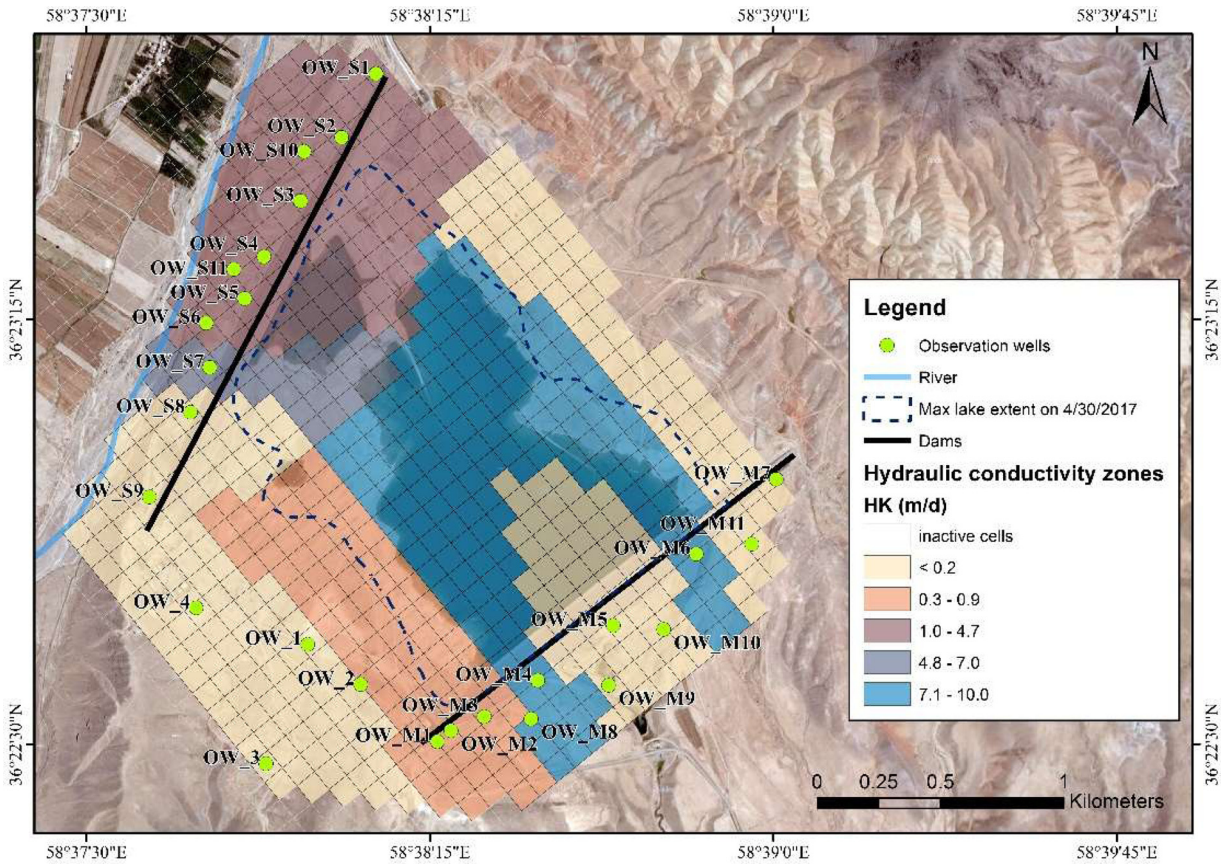 58°37'30"E 58°38'15"E 58°39'0"E 58°39'45"E
N
OW_S1
OW_S2
OW_S10
OW_S3
OW_S4
OW_S11
OW_S5
OW_S6
OW_S7
OW_S8
OW_S9
36°23'15"N
36°23'15"N
Legend
Observation wells
River
Max lake extent on 4/30/2017
Dams
Hydraulic conductivity zones
HK (m/d)
inactive cells
< 0.2
0.3 - 0.9
1.0 - 4.7
4.8 - 7.0
7.1 - 10.0
OW_M7
OW_M11
OW_M6
OW_M5
OW_M10
OW_M4
OW_M9
OW_M3
OW_M8
OW_M1
OW_M2
OW_4
OW_1
OW_2
OW_3
36°22'30"N
36°22'30"N
0 0.25 0.5 1
Kilometers
58°37'30"E 58°38'15"E 58°39'0"E 58°39'45"E